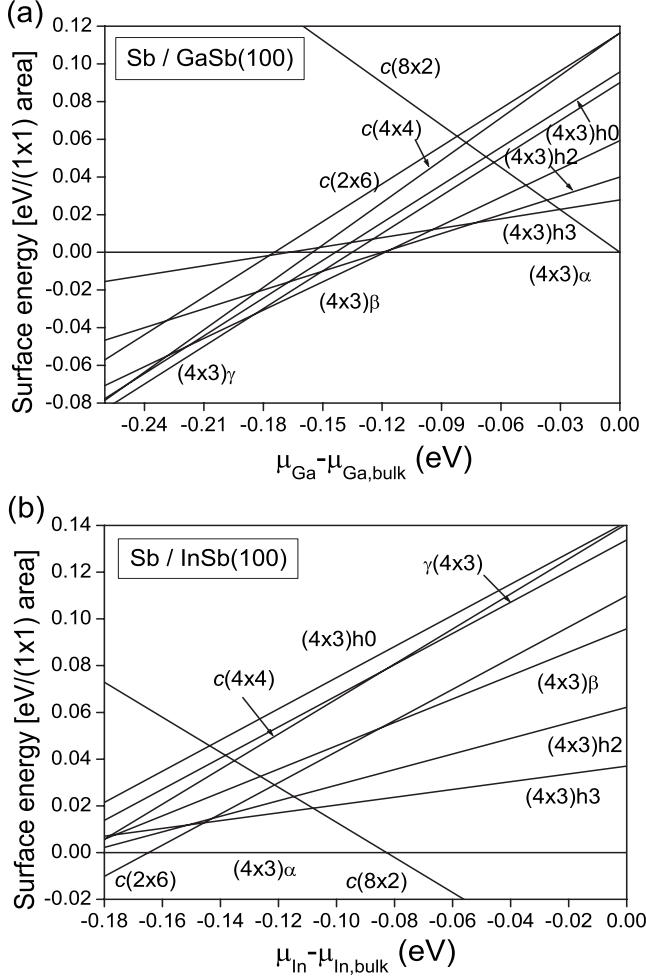 (a)
Sb / GaSb(100)
c(8x2)
c(4x4)
(4x3)h0
(4x3)h2
c(2x6)
(4x3)h3
(4x3)α
(4x3)β
(4x3)γ
Surface energy [eV/(1x1) area]
0.12
0.10
0.08
0.06
0.04
0.02
0.00
-0.02
-0.04
-0.06
-0.08
-0.24 -0.21 -0.18 -0.15 -0.12 -0.09 -0.06 -0.03 0.00
μGa-μGa,bulk (eV)
(b)
Sb / InSb(100)
γ(4x3)
(4x3)h0
c(4x4)
(4x3)β
(4x3)h2
(4x3)h3
c(2x6)
(4x3)α
c(8x2)
Surface energy [eV/(1x1) area]
0.14
0.12
0.10
0.08
0.06
0.04
0.02
0.00
-0.02
-0.18 -0.16 -0.14 -0.12 -0.10 -0.08 -0.06 -0.04 -0.02 0.00
μIn-μIn,bulk (eV)